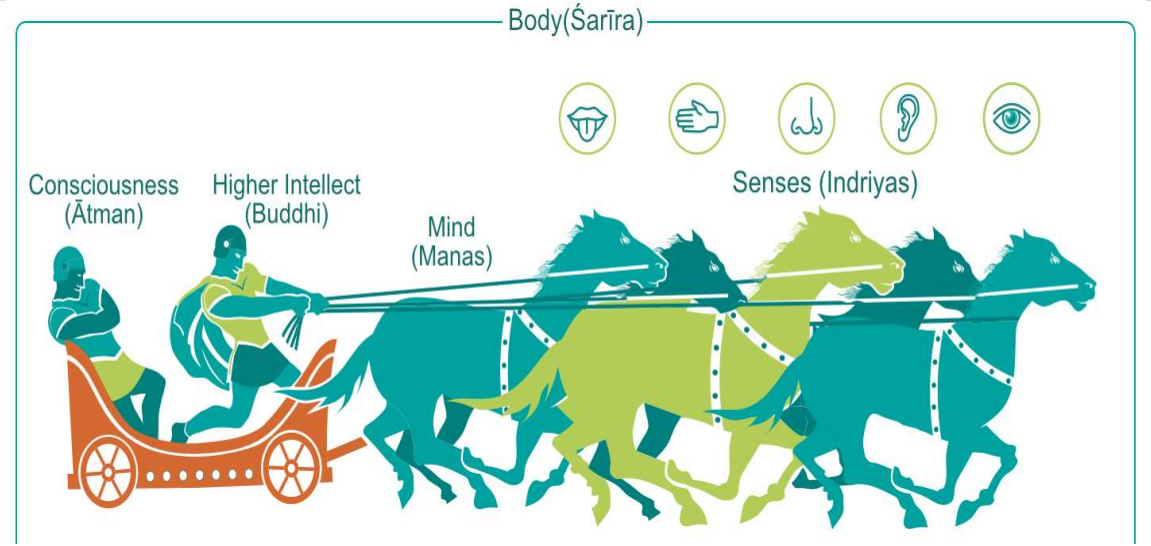 Body(Śarīra)
Consciousness
(Ātman)
Higher Intellect
(Buddhi)
Mind
(Manas)
Senses (Indriyas)